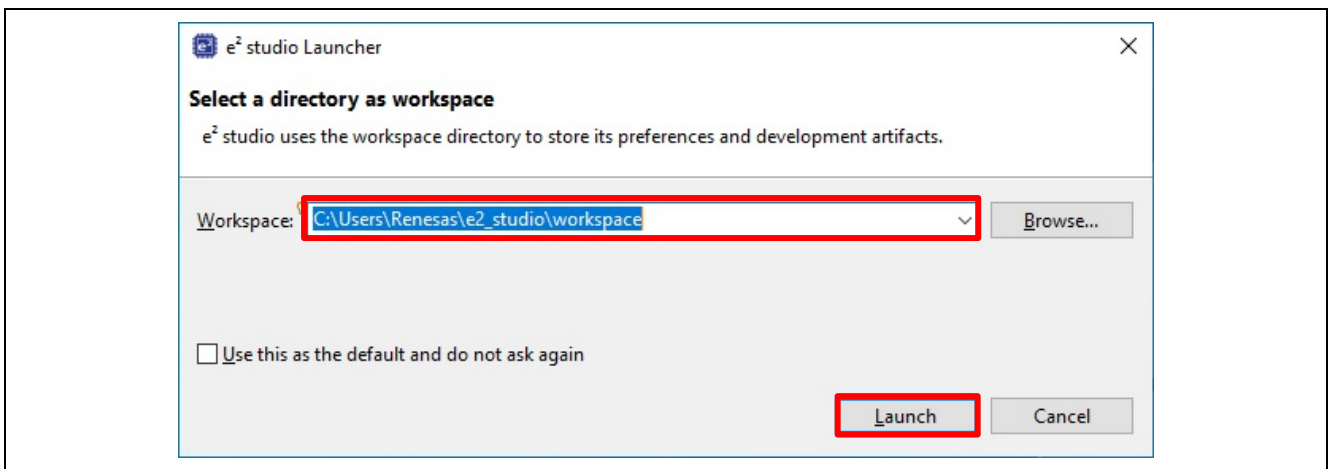 e² studio Launcher
Select a directory as workspace
e² studio uses the workspace directory to store its preferences and development artifacts.
Workspace: C:\Users\Renesas\e2_studio\workspace Browse...
Use this as the default and do not ask again
Launch Cancel